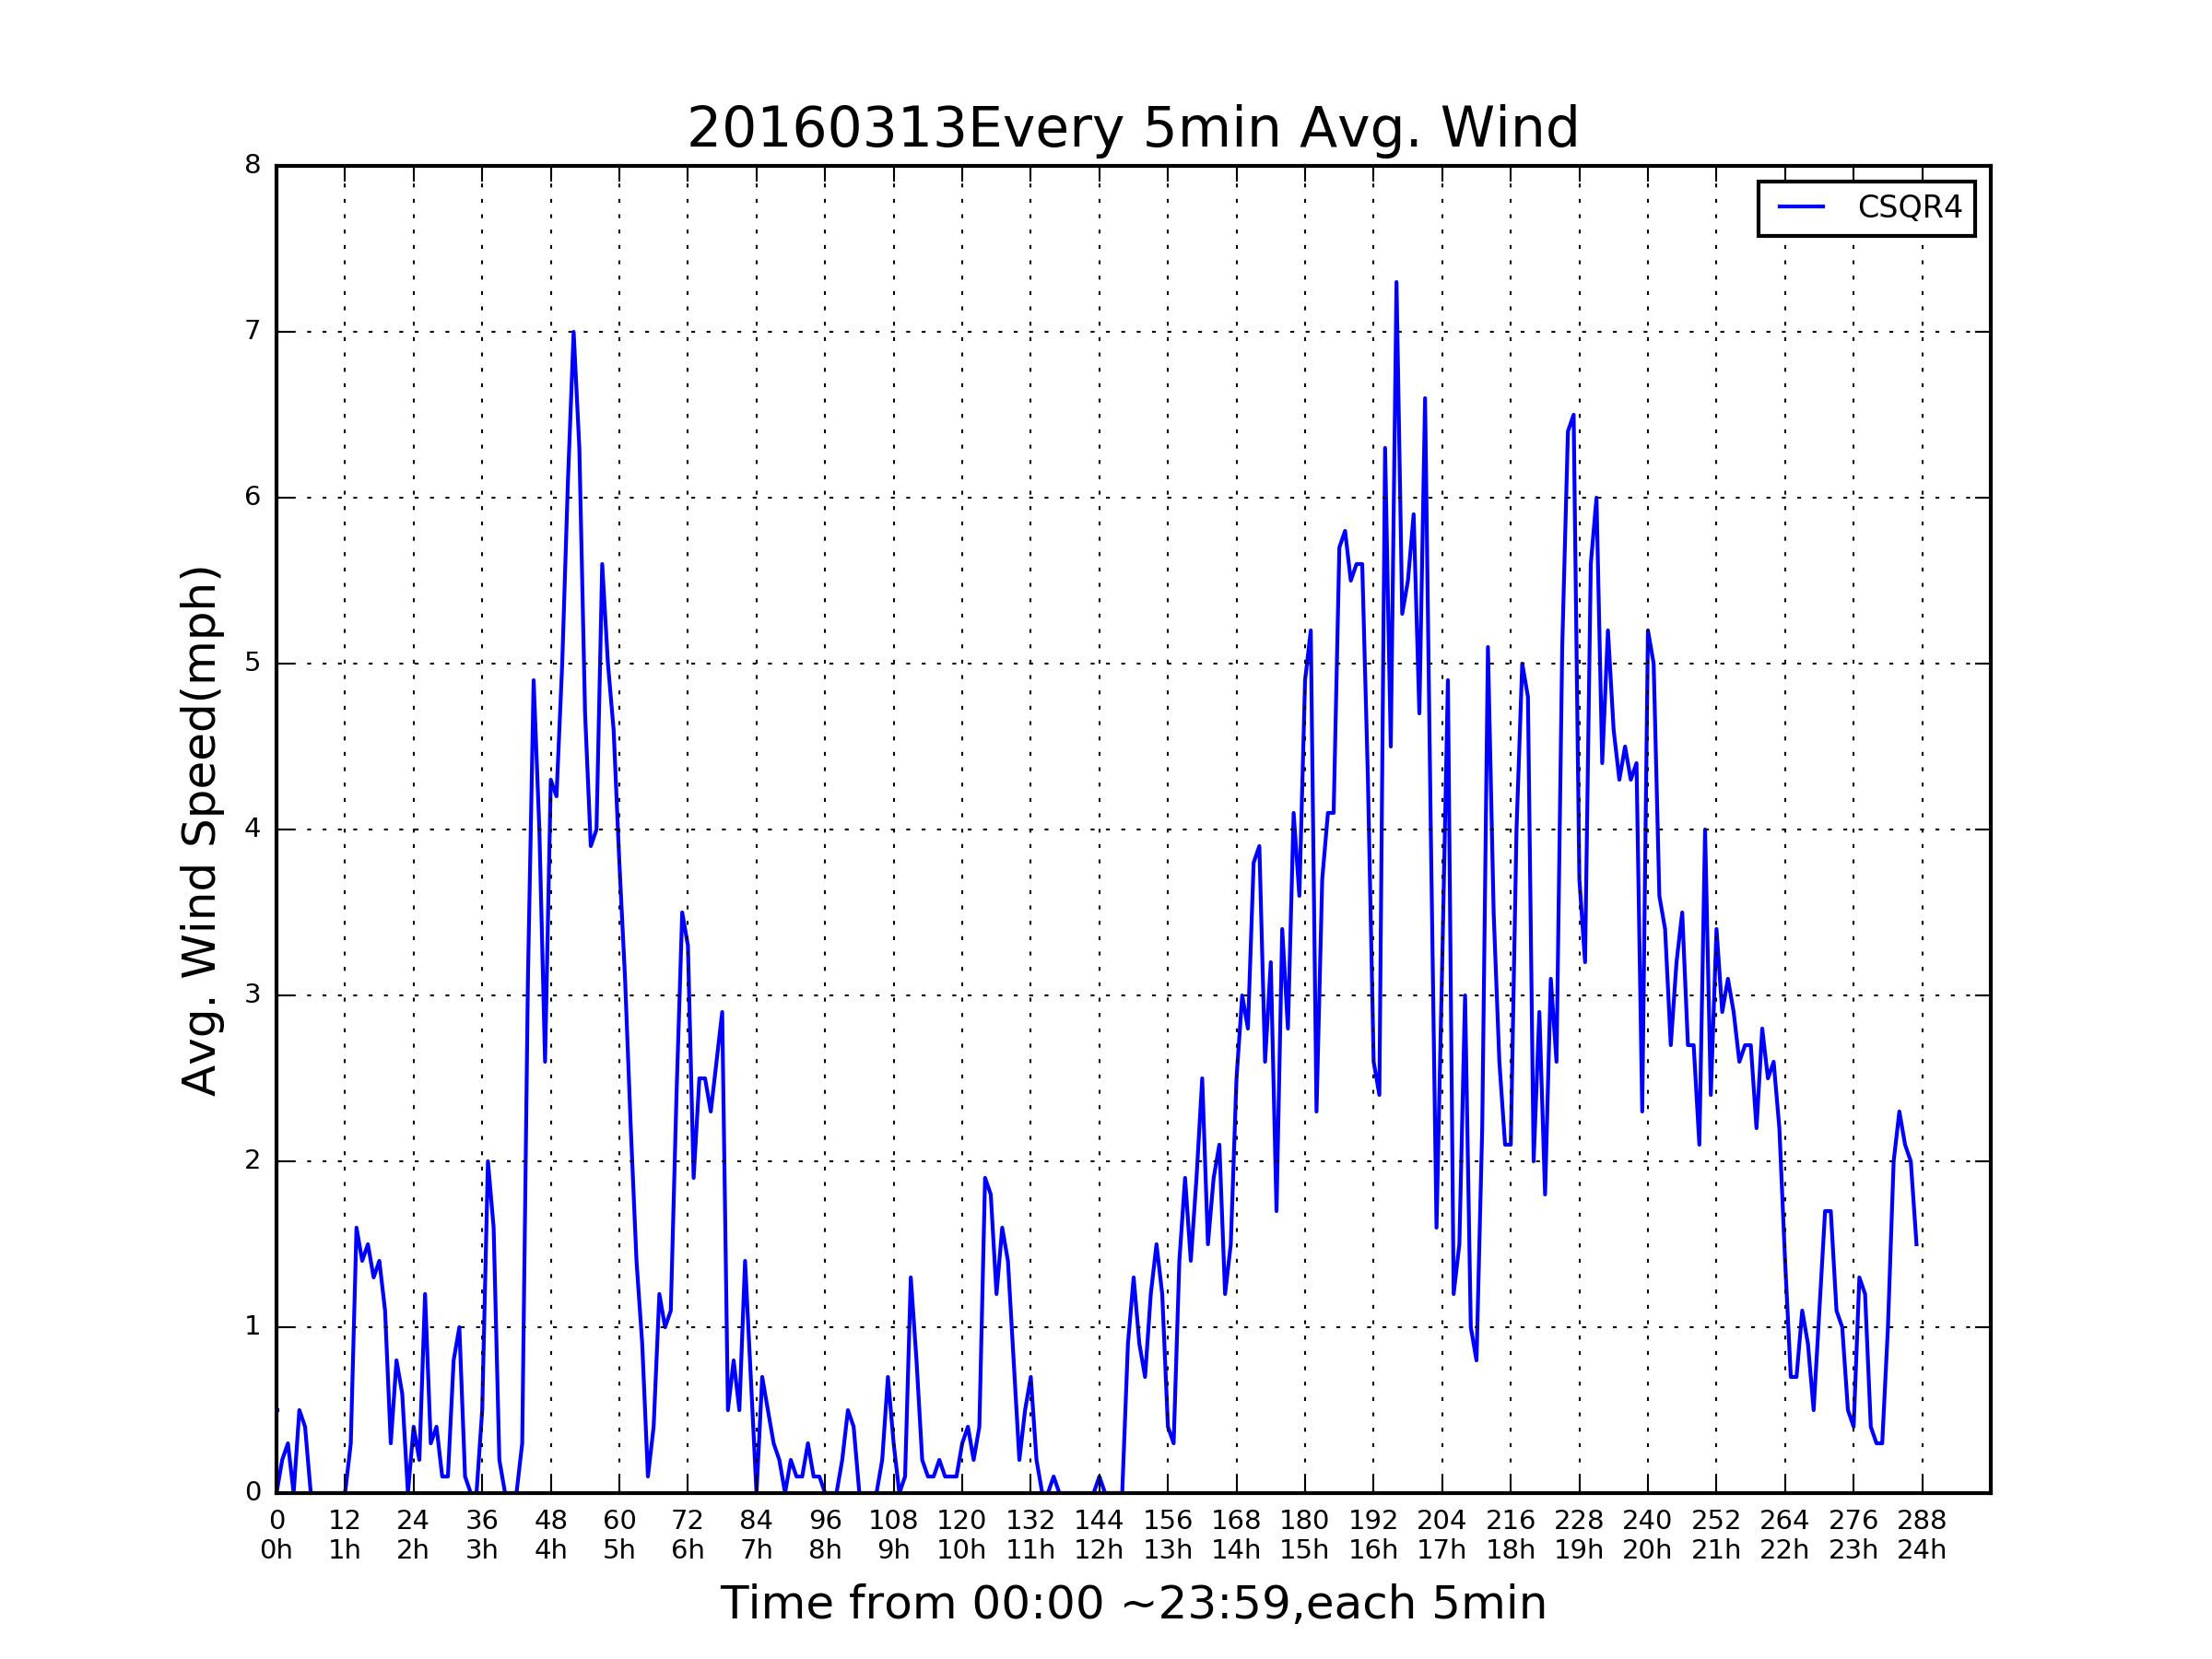 20160313Every 5min Avg. Wind
CSQR4
8
7
6
5
4
3
2
1
0
Avg. Wind Speed(mph)
0 12 24 36 48 60 72 84 96 108 120 132 144 156 168 180 192 204 216 228 240 252 264 276 288
0h 1h 2h 3h 4h 5h 6h 7h 8h 9h 10h 11h 12h 13h 14h 15h 16h 17h 18h 19h 20h 21h 22h 23h 24h
Time from 00:00 ~23:59,each 5min